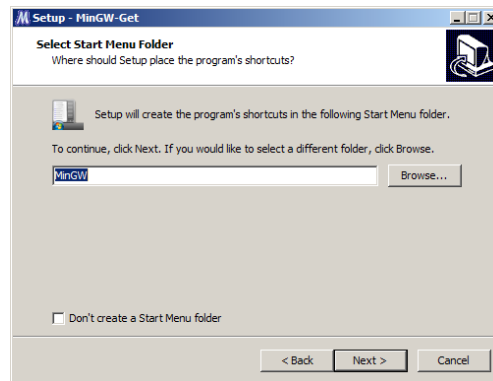 Setup - MinGW-Get
Select Start Menu Folder
Where should Setup place the program's shortcuts?
Setup will create the program's shortcuts in the following Start Menu folder.
To continue, click Next. If you would like to select a different folder, click Browse.
MinGW
Browse...
Don't create a Start Menu folder
< Back
Next >
Cancel